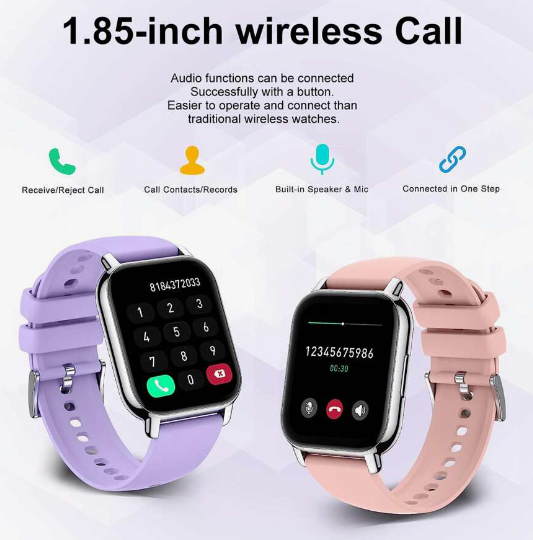 1.85-inch wireless Call
Audio functions can be connected
Successfully with a button.
Easier to operate and connect than
traditional wireless watches.
Receive/Reject Call
Call Contacts/Records
Built-in Speaker & Mic
Connected in One Step
8184372033
1 2 3
4 5 6
7 8 9
0
12345675986
00:30